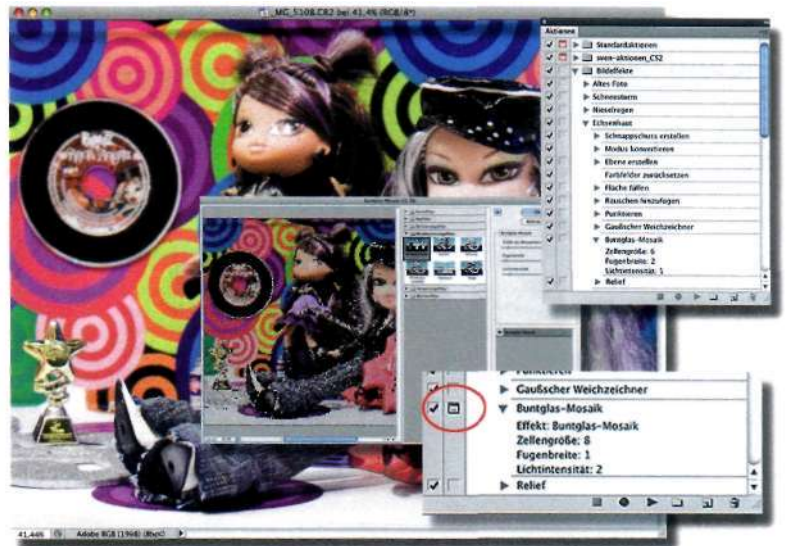 _MG_5108.CR2 bei 41,4% (RGB/8*)
Aktionen
Standardaktionen
sven-aktionen_CS2
Bildeffekte
Altes Foto
Schneesturm
Nieselregen
Echsenhaut
Schnappschuss erstellen
Modus konvertieren
Ebene erstellen
Farbfelder zurücksetzen
Fläche füllen
Rauschen hinzufügen
Punktieren
Gaußscher Weichzeichner
Buntglas-Mosaik
Zellengröße: 6
Fugenbreite: 2
Lichtintensität: 1
Relief
Punktieren
Gaußscher Weichzeichner
Buntglas-Mosaik
Effekt: Buntglas-Mosaik
Zellengröße: 8
Fugenbreite: 1
Lichtintensität: 2
Relief
41,44%
Adobe RGB (1998) (8bpc)